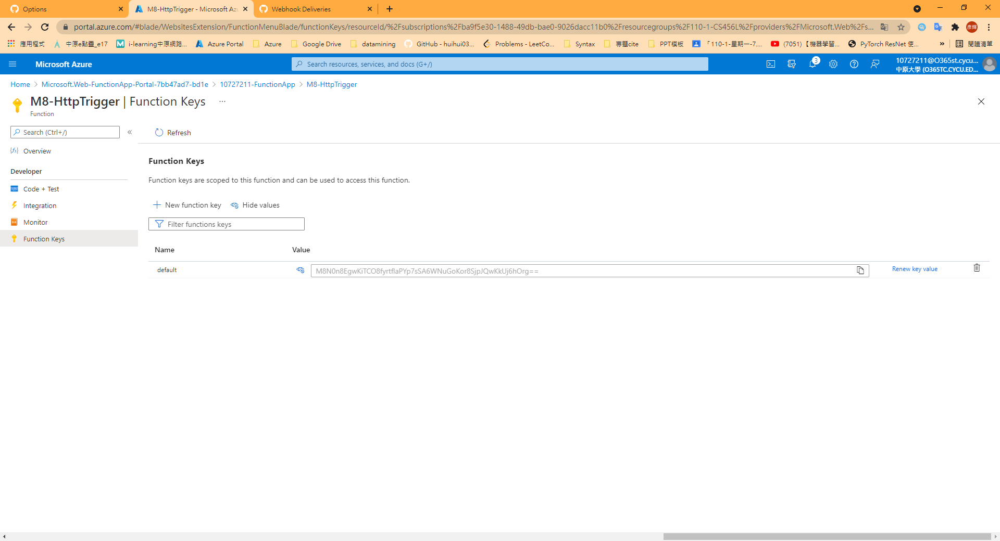 Options
M8-HttpTrigger - Microsoft Azu
Webhook Deliveries
portal.azure.com/#blade/WebsitesExtension/FunctionMenuBlade/functionKeys/resourceId/%2Fsubscriptions%2Fba9f5e30-1488-49db-bae0-9026dacc11b0%2Fresourcegroups%2F110-1-CS456L%2Fproviders%2FMicrosoft.Web%2Fs...
彥輝
應用程式
中原e點靈_e17
i-learning中原網路...
Azure Portal
Azure
Google Drive
datamining
GitHub - huihui03...
Problems - LeetCo...
Syntax
專題cite
PPT模板
「110-1-星期一-7....
(7051) 【機器學習...
PyTorch ResNet 使...
»
閱讀清單
Microsoft Azure
Search resources, services, and docs (G+/)
3
10727211@O365st.cycu...
中原大學 (O365TC.CYCU.ED...
Home > Microsoft.Web-FunctionApp-Portal-7bb47ad7-bd1e > 10727211-FunctionApp > M8-HttpTrigger
M8-HttpTrigger | Function Keys ...
Function
Search (Ctrl+/)
«
Refresh
Overview
Developer
Code + Test
Integration
Monitor
Function Keys
Function Keys
Function keys are scoped to this function and can be used to access this function.
New function key
Hide values
Filter functions keys
Name
Value
default
M8N0n8EgwKiTCO8fyrtflaPYp7sSA6WNuGoKor8SjpJQwKkUj6hOrg==
Renew key value